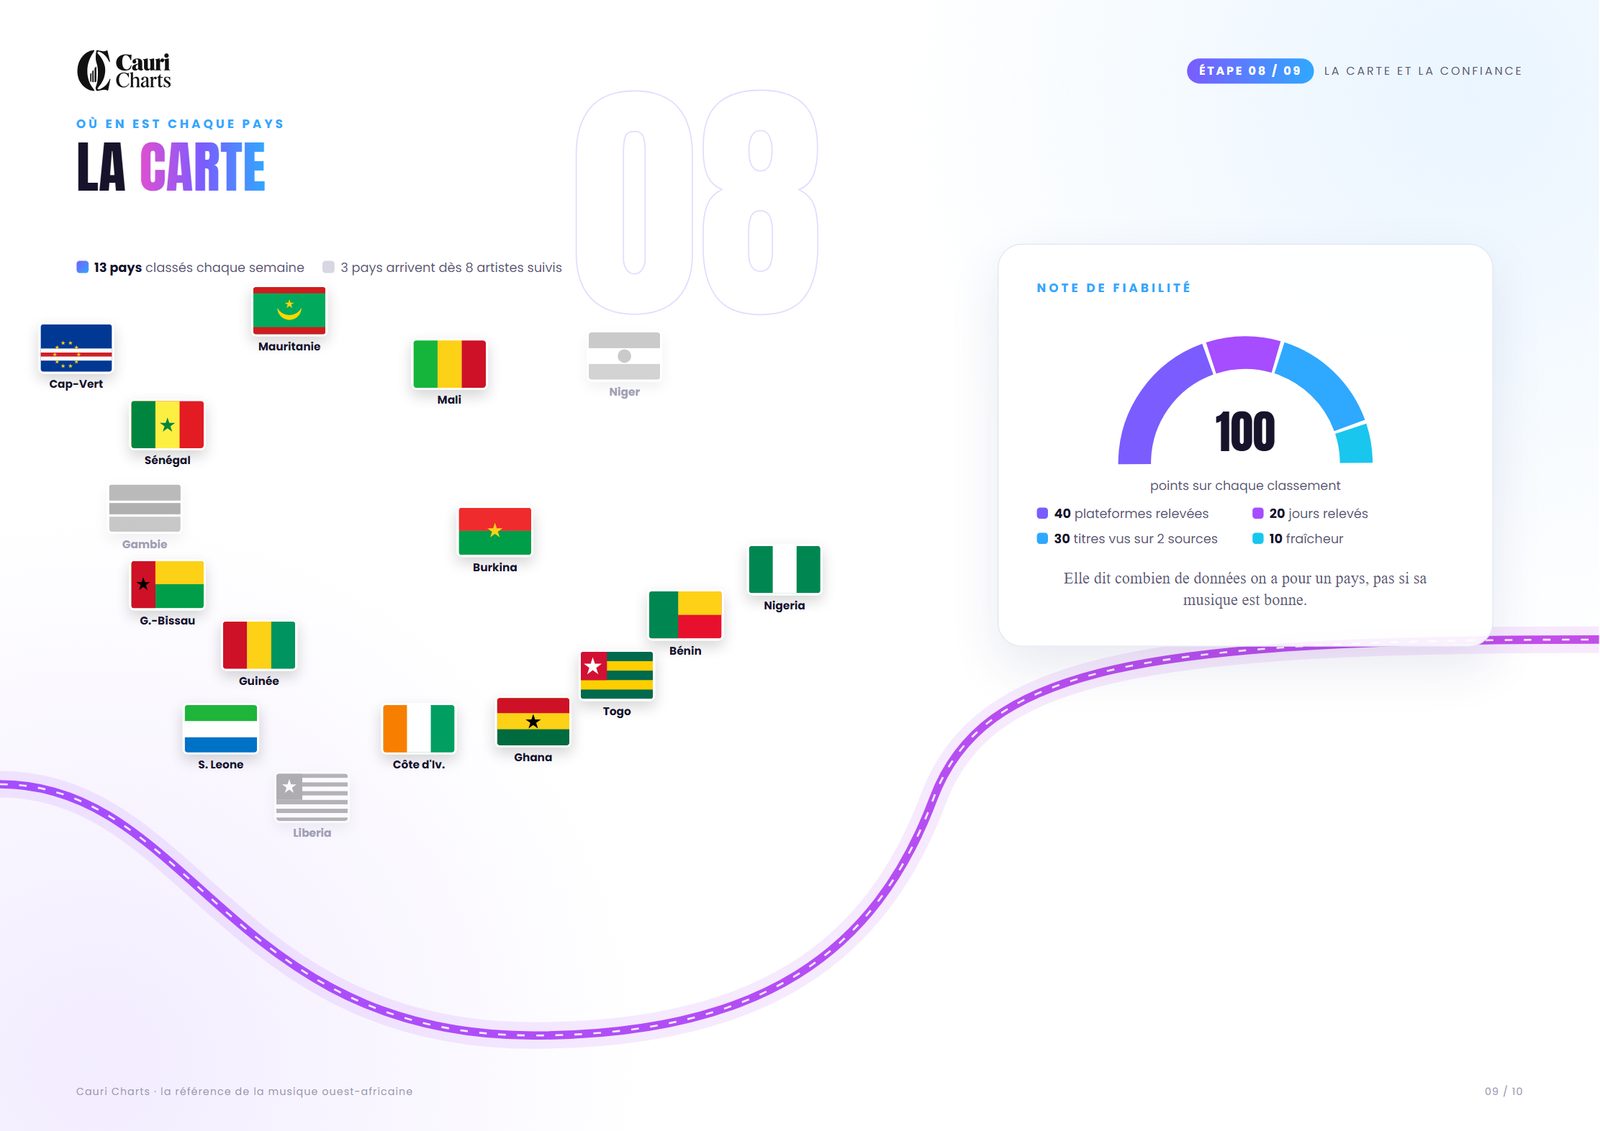 Cauri
Charts
ÉTAPE 08 / 09
LA CARTE ET LA CONFIANCE
OÙ EN EST CHAQUE PAYS
LA CARTE
08
13 pays classés chaque semaine
3 pays arrivent dès 8 artistes suivis
Mauritanie
Cap-Vert
Mali
Niger
Sénégal
Gambie
Burkina
Nigeria
G.-Bissau
Bénin
Guinée
Togo
Ghana
S. Leone
Côte d'Iv.
Liberia
NOTE DE FIABILITÉ
100
points sur chaque classement
40 plateformes relevées
20 jours relevés
30 titres vus sur 2 sources
10 fraîcheur
Elle dit combien de données on a pour un pays, pas si sa
musique est bonne.
Cauri Charts · la référence de la musique ouest-africaine
09 / 10